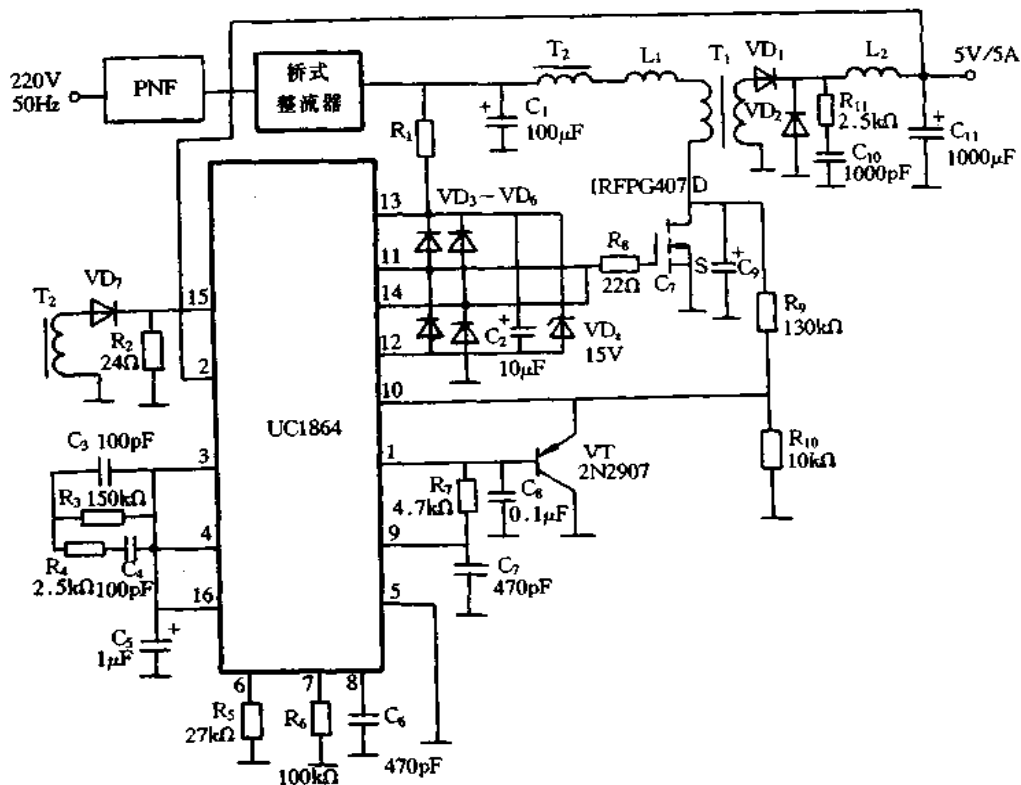 220V
50Hz
PNF
桥式
整流器
T₂
L₁
T₁
VD₁
L₂
5V/5A
R₁
C₁
100μF
VD₂
R₁₁
2.5kΩ
C₁₀
1000pF
C₁₁
1000μF
IRFPG407 D
13
VD₃~VD₆
11
R₈
22Ω
S
C₇
C₉
14
T₂
VD₇
15
R₂
24Ω
12
C₂
10μF
VD₈
15V
R₉
130kΩ
2
10
UC1864
R₁₀
10kΩ
C₃ 100pF
3
1
VT
2N2907
R₃ 150kΩ
R₇
4.7kΩ
C₈
0.1μF
4
9
R₄
2.5kΩ
C₄
100pF
C₇
470pF
16
5
C₅
1μF
6
7
8
R₅
27kΩ
R₆
100kΩ
C₆
470pF